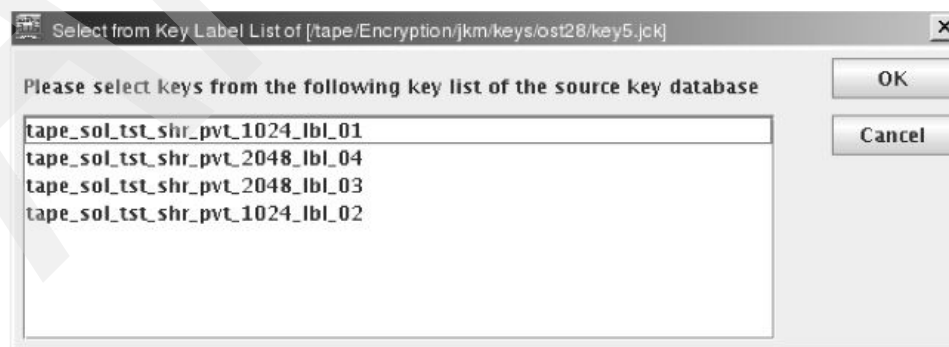 Select from Key Label List of [/tape/Encryption/jkm/keys/ost28/key5.jck]
Please select keys from the following key list of the source key database
OK
Cancel
tape_sol_tst_shr_pvt_1024_lbl_01
tape_sol_tst_shr_pvt_2048_lbl_04
tape_sol_tst_shr_pvt_2048_lbl_03
tape_sol_tst_shr_pvt_1024_lbl_02